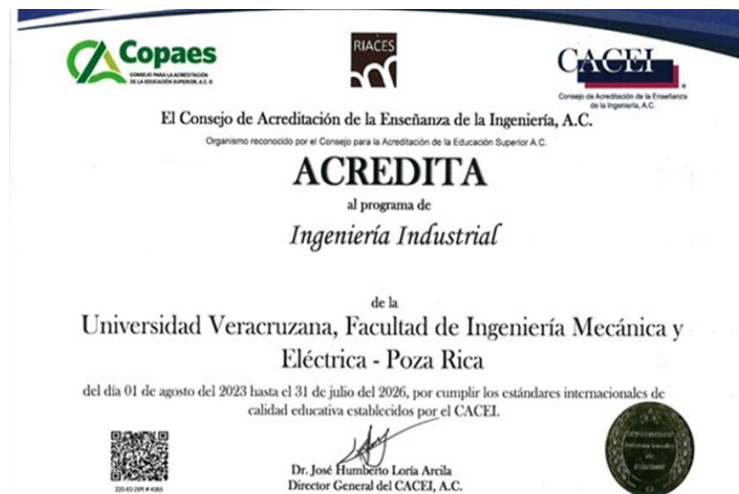 Copaes
CONSEJO PARA LA ACREDITACIÓN
DE LA EDUCACIÓN SUPERIOR, A.C. ®
RIACES
CACEI
Consejo de Acreditación de la Enseñanza
de la Ingeniería, A.C.
El Consejo de Acreditación de la Enseñanza de la Ingeniería, A.C.
Organismo reconocido por el Consejo para la Acreditación de la Educación Superior A.C.
ACREDITA
al programa de
Ingeniería Industrial
de la
Universidad Veracruzana, Facultad de Ingeniería Mecánica y
Eléctrica - Poza Rica
del día 01 de agosto del 2023 hasta el 31 de julio del 2026, por cumplir los estándares internacionales de
calidad educativa establecidos por el CACEI.
Dr. José Humberto Loría Arcila
Director General del CACEI, A.C.